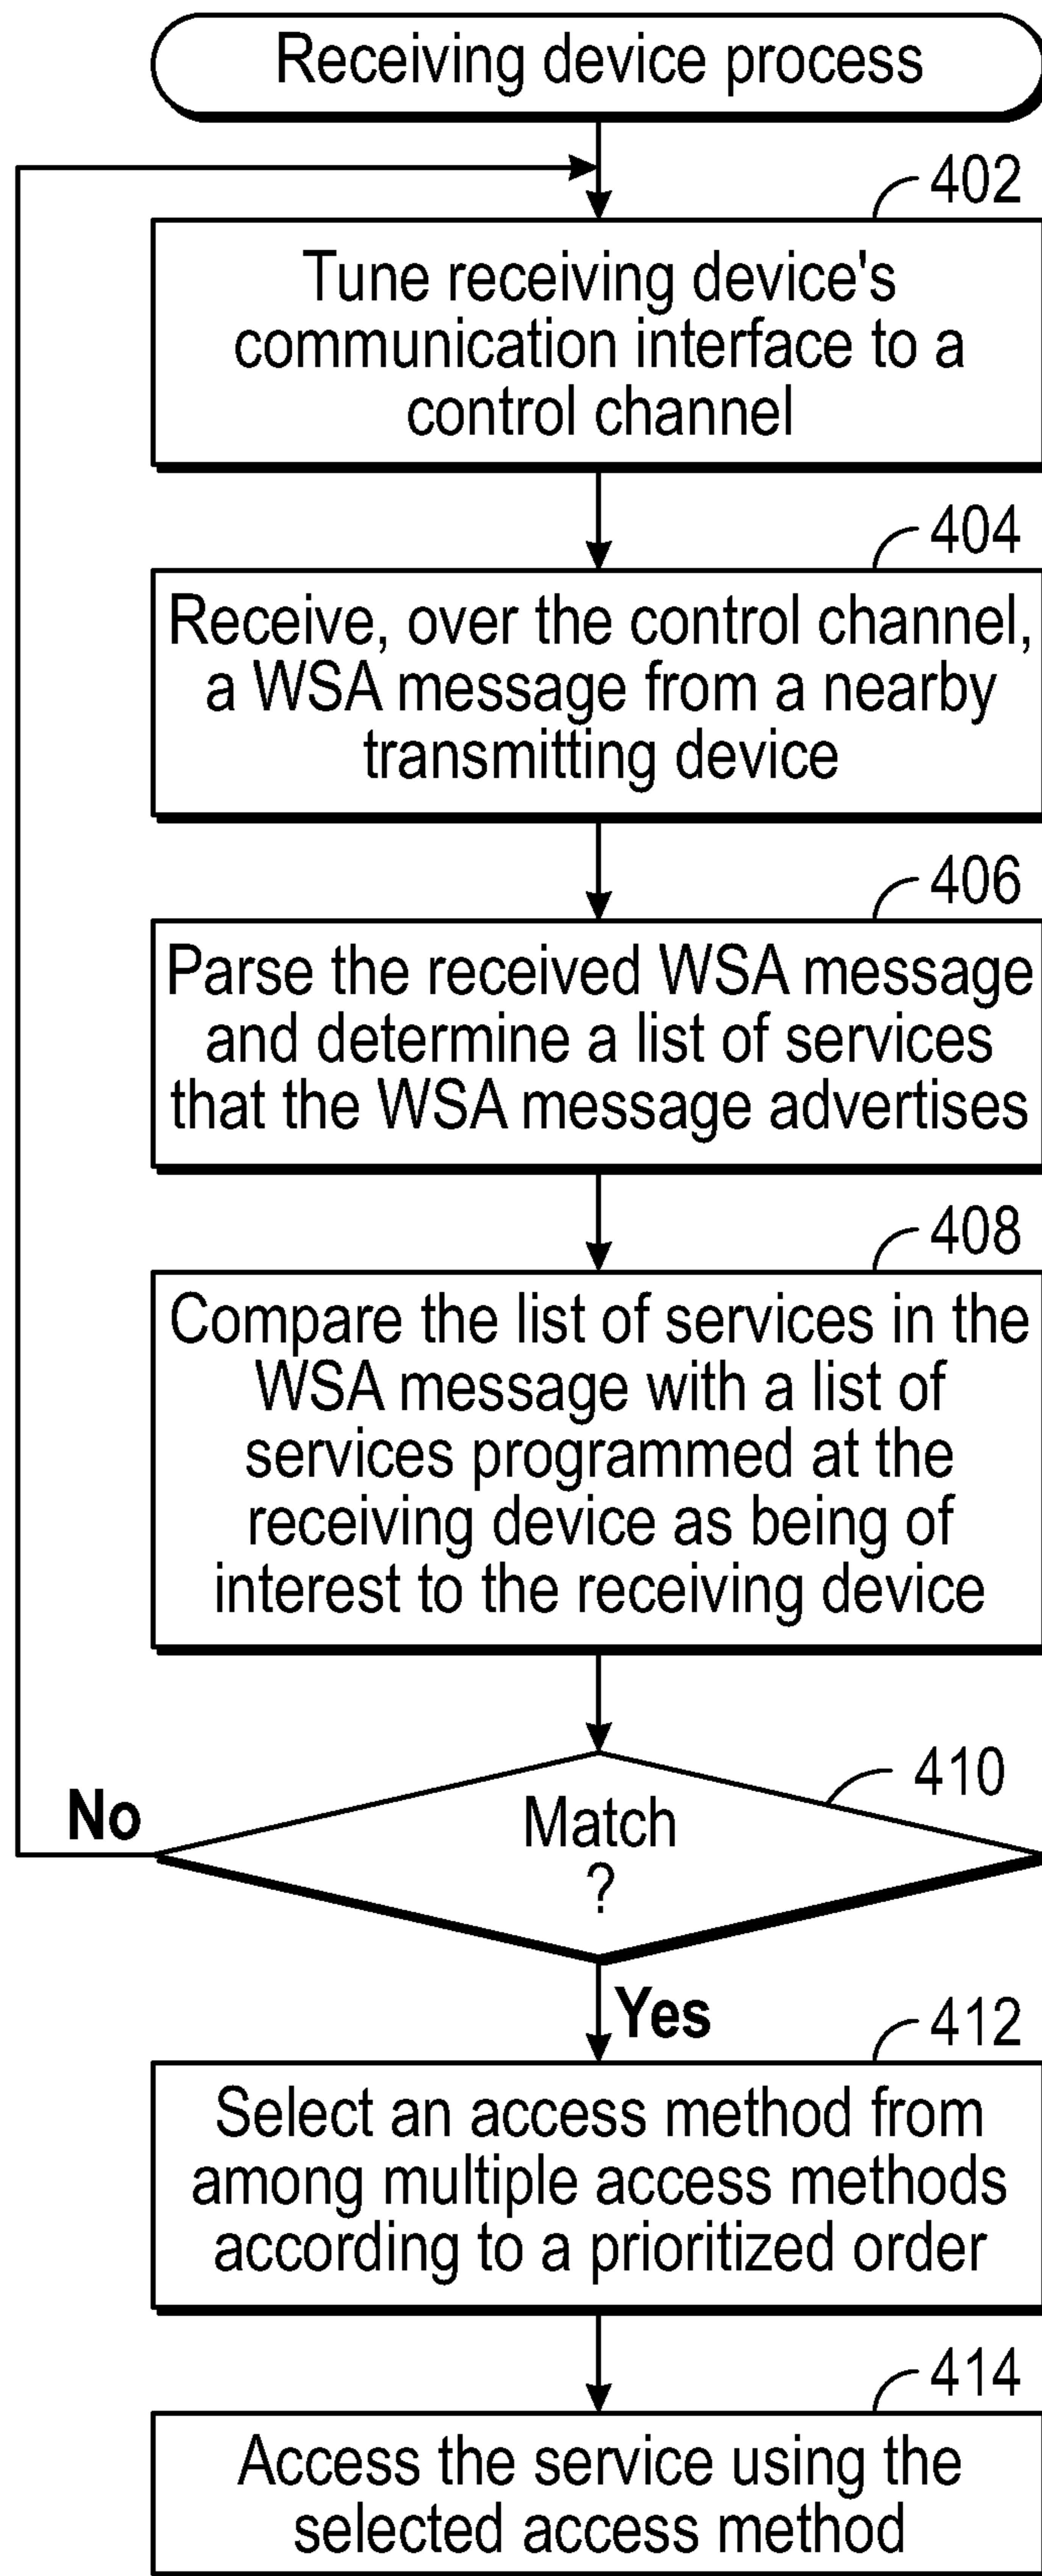 Receiving device process
402
Tune receiving device's
communication interface to a
control channel
404
Receive, over the control channel,
a WSA message from a nearby
transmitting device
406
Parse the received WSA message
and determine a list of services
that the WSA message advertises
408
Compare the list of services in the
WSA message with a list of
services programmed at the
receiving device as being of
interest to the receiving device
410
Match
?
No
Yes
412
Select an access method from
among multiple access methods
according to a prioritized order
414
Access the service using the
selected access method